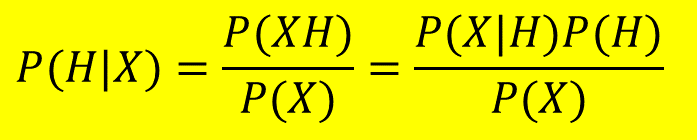 P(H|X) = P(XH) / P(X) = P(X|H)P(H) / P(X)